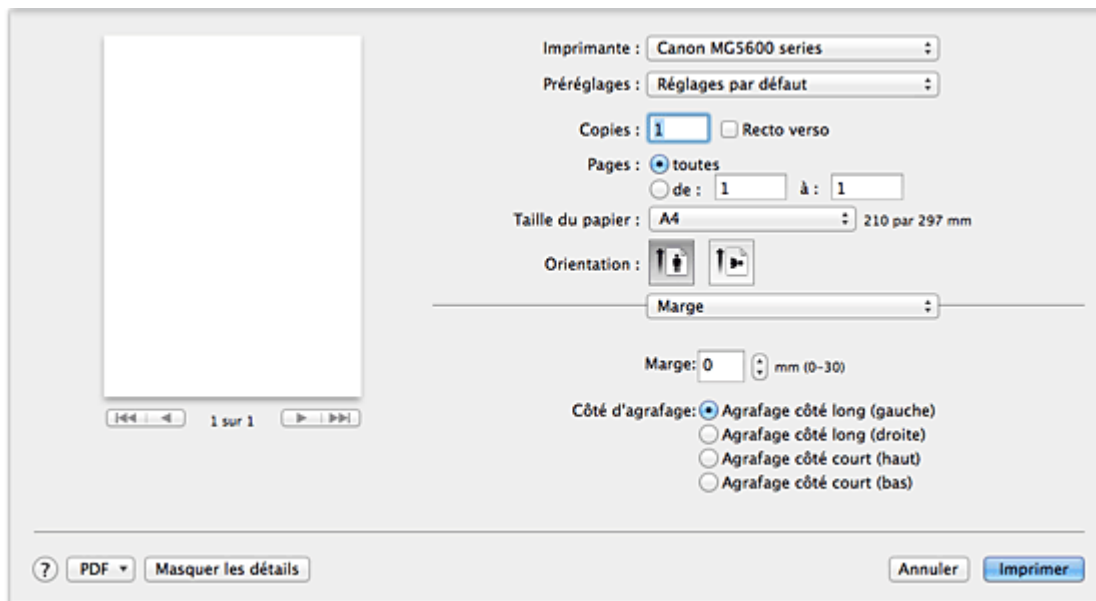 Imprimante : Canon MG5600 series
Préréglages : Réglages par défaut
Copies : 1 Recto verso
Pages : toutes
de : 1 à : 1
Taille du papier : A4 210 par 297 mm
Orientation :
Marge
Marge: 0 mm (0-30)
Côté d'agrafage: Agrafage côté long (gauche)
Agrafage côté long (droite)
Agrafage côté court (haut)
Agrafage côté court (bas)
1 sur 1
? PDF Masquer les détails Annuler Imprimer